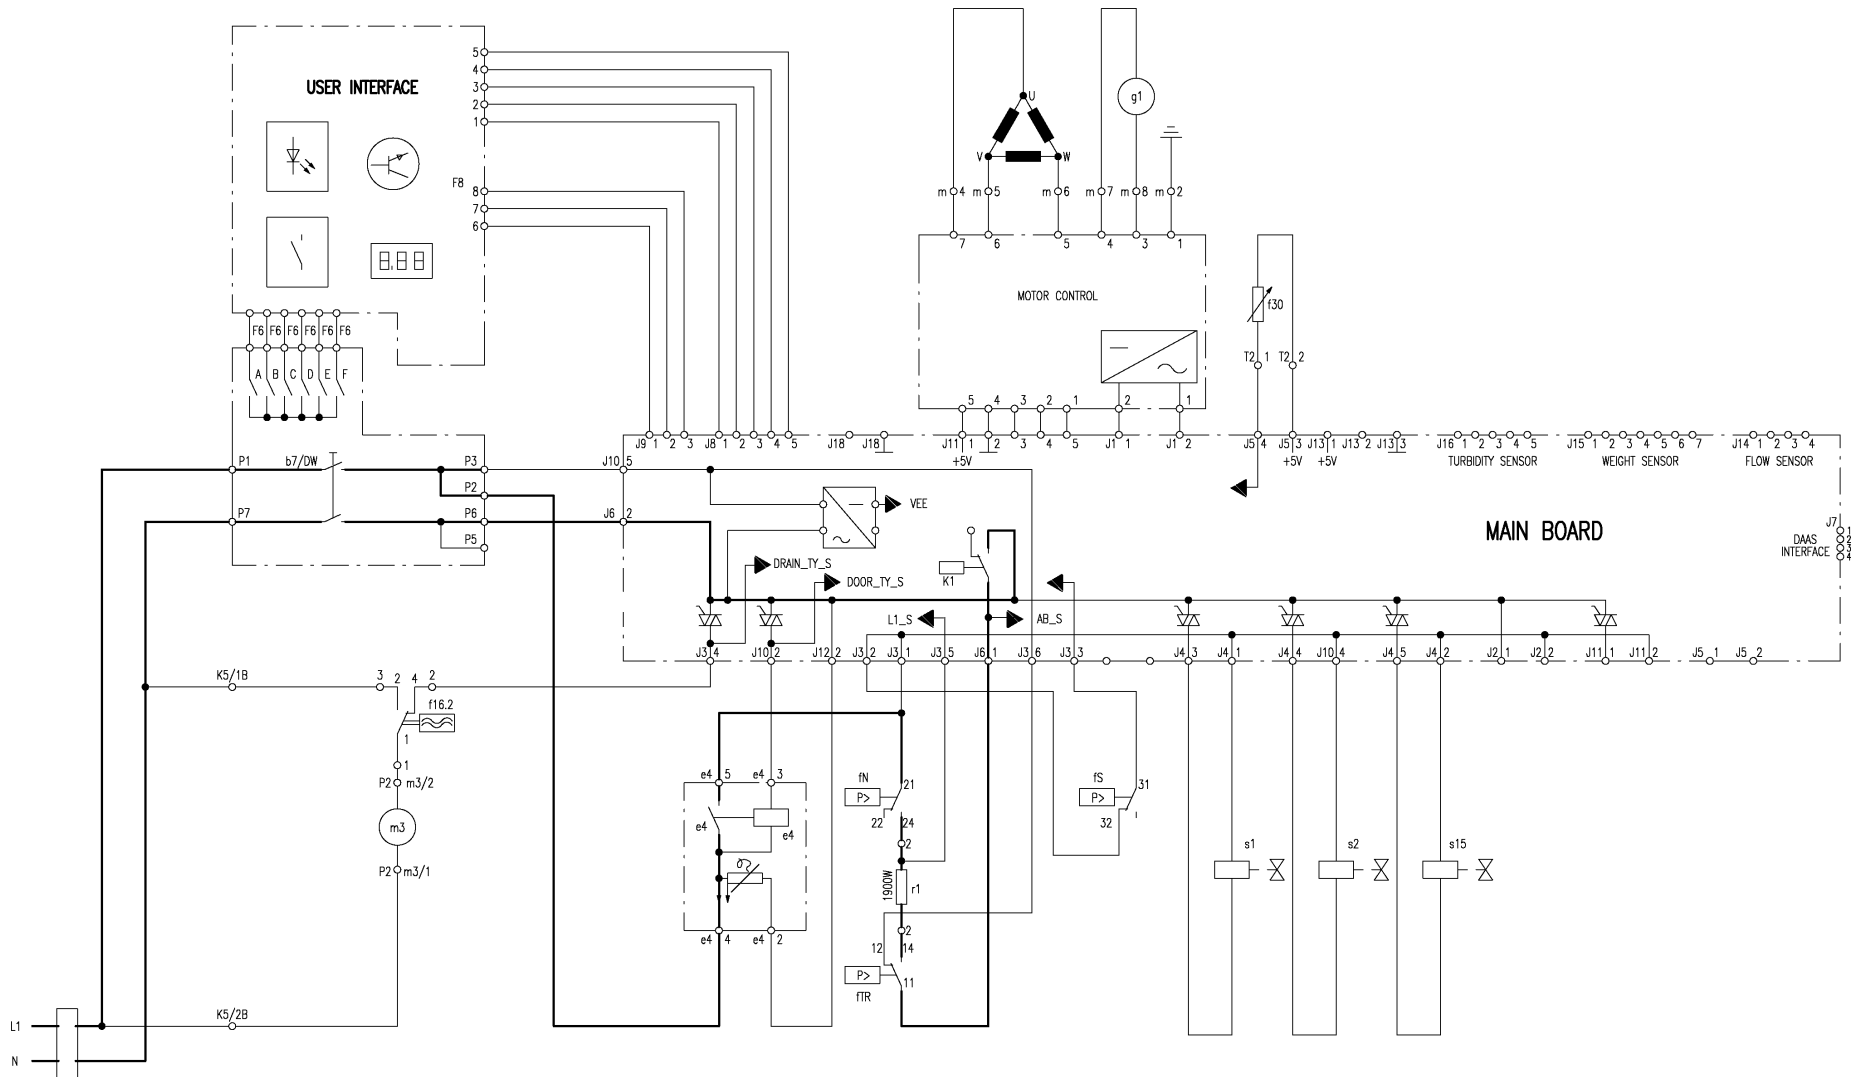 USER INTERFACE
5
4
3
2
1
F8
8
7
6
F6 F6 F6 F6 F6 F6
A B C D E F
U
V W
g1
m 4 m 5 m 6 m 7 m 8 m 2
7 6 5 4 3 1
MOTOR CONTROL
5 4 3 2 1 2 1
f30
T2 1 T2 2
J9 1 2 3 J8 1 2 3 4 5 J18 J18 J11 1 2 3 4 5 J1 1 J1 2 J5 4 J5 3 J13 1 J13 2 J13 3 J16 1 2 3 4 5 J15 1 2 3 4 5 6 7 J14 1 2 3 4
+5V +5V +5V
TURBIDITY SENSOR WEIGHT SENSOR FLOW SENSOR
P1 b7/DW P3 J10 5
P2
P7 P6 J6 2
P5
VEE
MAIN BOARD
J7
1
2
3
4
DAAS
INTERFACE
DRAIN_TY_S
DOOR_TY_S
K1
L1_S
AB_S
J3 4 J10 2 J12 2 J3 2 J3 1 J3 5 J6 1 J3 6 J3 3 J4 3 J4 1 J4 4 J10 4 J4 5 J4 2 J2 1 J2 2 J11 1 J11 2 J5 1 J5 2
K5/1B 3 2 4 2
f16.2
1
1
P2 m3/2
m3
P2 m3/1
e4 5 e4 3
e4 e4
e4 4 e4 2
fN 21
P>
22 24
2
1900W r1
2
12 14
P>
11
fTR
fS 31
P>
32
s1 s2 s15
K5/2B
L1
N